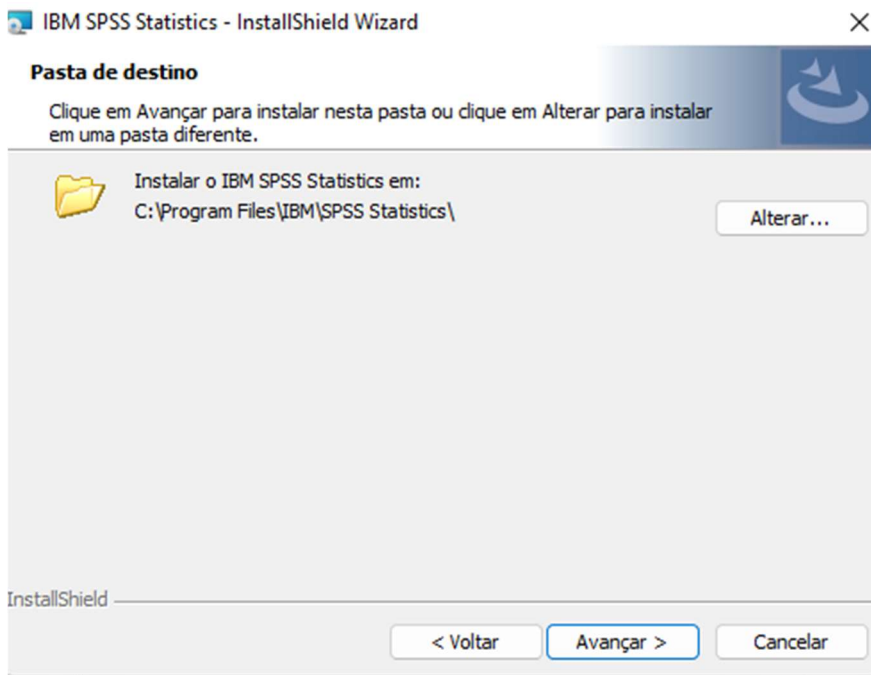 IBM SPSS Statistics - InstallShield Wizard
Pasta de destino
Clique em Avançar para instalar nesta pasta ou clique em Alterar para instalar
em uma pasta diferente.
Instalar o IBM SPSS Statistics em:
C:\Program Files\IBM\SPSS Statistics\
Alterar...
InstallShield
< Voltar
Avançar >
Cancelar